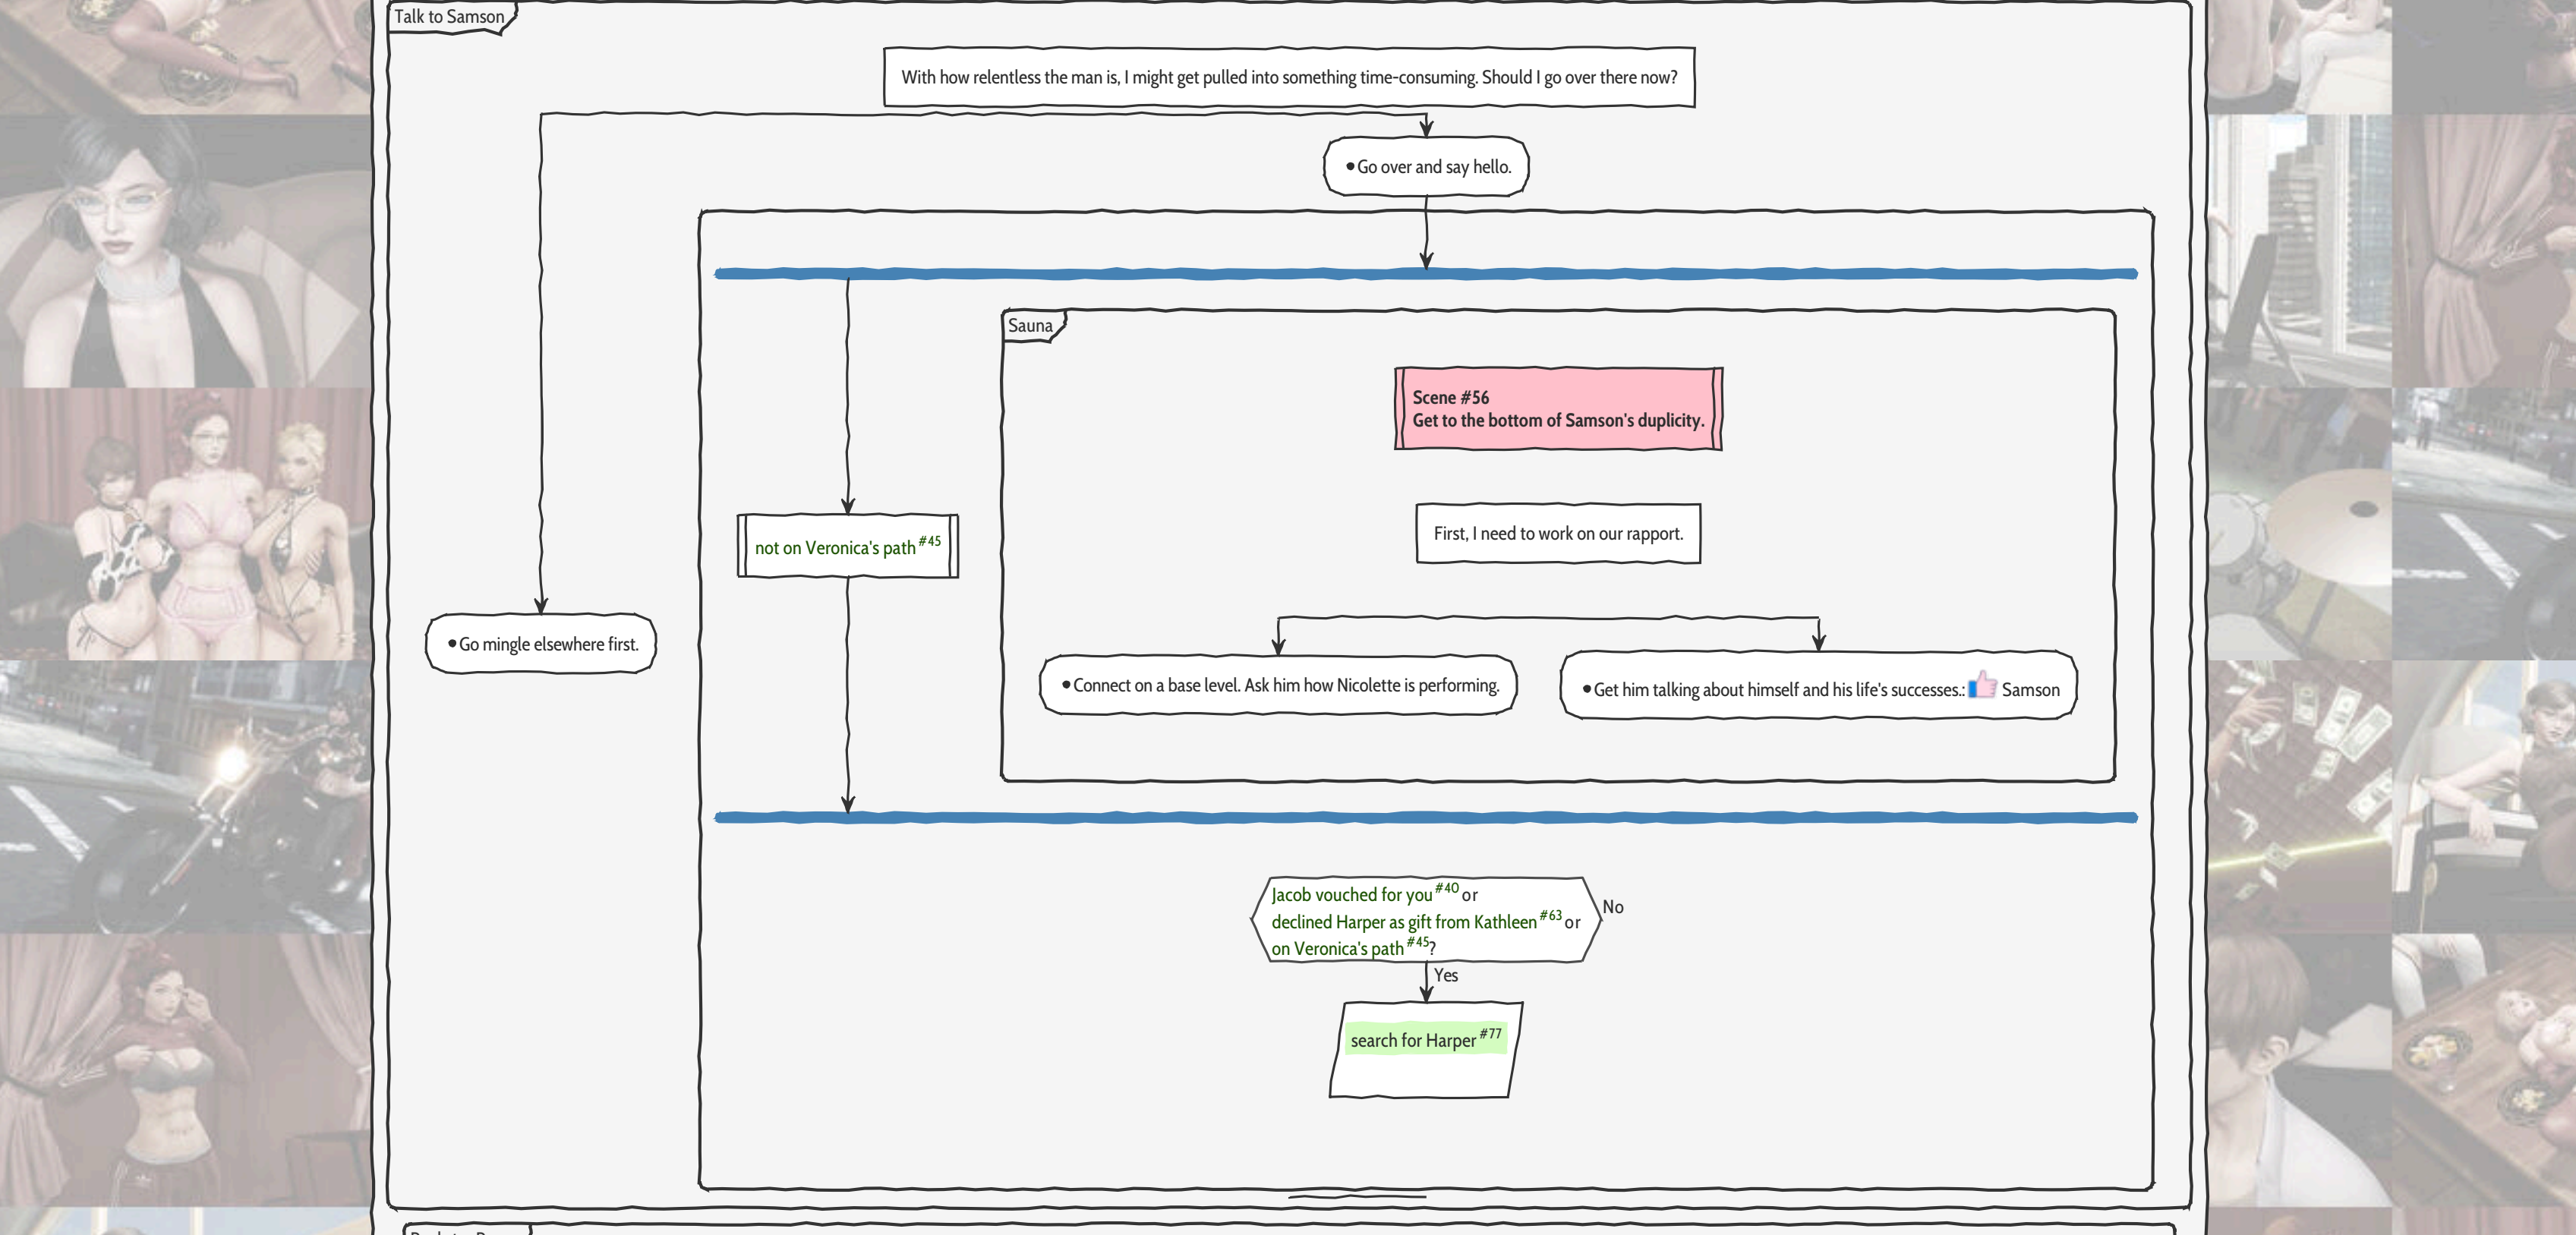 Talk to Samson
With how relentless the man is, I might get pulled into something time-consuming. Should I go over there now?
•Go over and say hello.
Sauna
Scene #56
Get to the bottom of Samson's duplicity.
First, I need to work on our rapport.
not on Veronica's path #45
•Go mingle elsewhere first.
•Connect on a base level. Ask him how Nicolette is performing.
•Get him talking about himself and his life's successes.: Samson
Jacob vouched for you #40 or
declined Harper as gift from Kathleen #63 or
on Veronica's path #45?
No
Yes
search for Harper #77